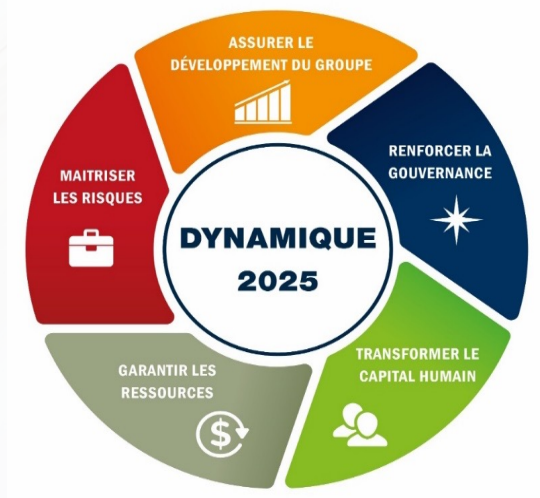 ASSURER LE
DÉVELOPPEMENT DU GROUPE
RENFORCER LA
GOUVERNANCE
TRANSFORMER LE
CAPITAL HUMAIN
GARANTIR LES
RESSOURCES
$
MAITRISER
LES RISQUES
DYNAMIQUE
2025